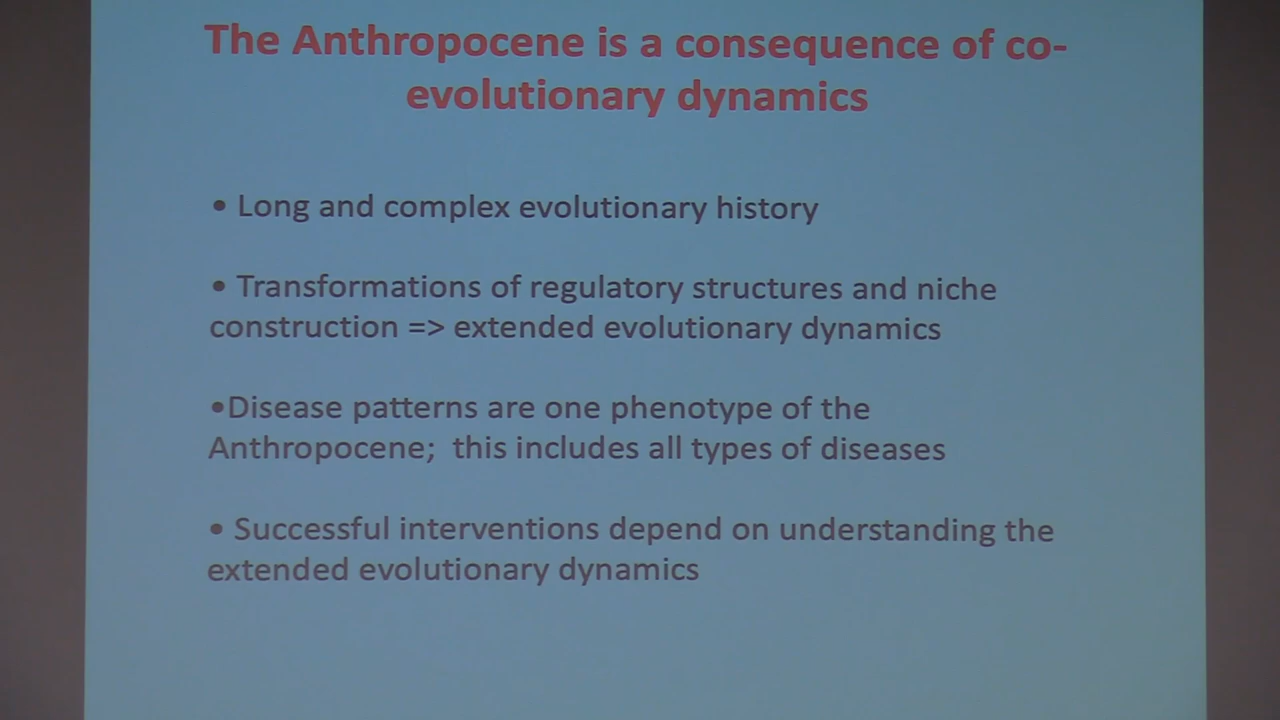 The Anthropocene is a consequence of co-
evolutionary dynamics
• Long and complex evolutionary history
• Transformations of regulatory structures and niche
construction => extended evolutionary dynamics
•Disease patterns are one phenotype of the
Anthropocene;  this includes all types of diseases
• Successful interventions depend on understanding the
extended evolutionary dynamics